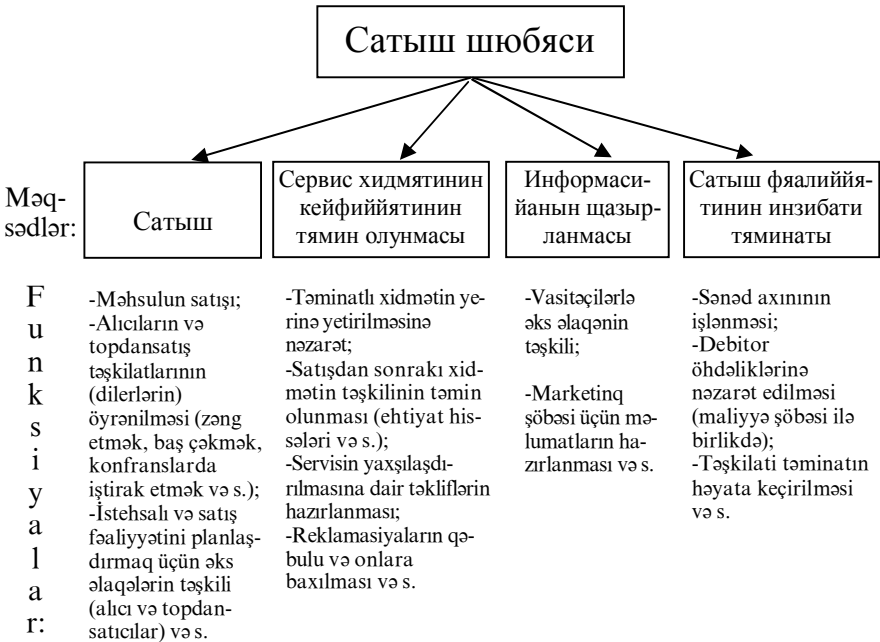 Сатыш шюбяси
Məq-
sədlər:
Сатыш
Сервис хидмятинин
кейфиййятинин
тямин олунмасы
Информаси-
йанын щазыр-
ланмасы
Сатыш фяалиййя-
тинин инзибати
тяминаты
F
u
n
k
s
i
y
a
l
a
r:
-Məhsulun satışı;
-Alıcıların və
topdansatış
təşkilatlarının
(dilerlərin)
öyrənilməsi (zəng
etmək, baş çəkmək,
konfranslarda
iştirak etmək və s.);
-İstehsalı və satış
fəaliyyətini planlaş-
dırmaq üçün əks
əlaqələrin təşkili
(alıcı və topdan-
satıcılar) və s.
-Təminatlı xidmətin ye-
rinə yetirilməsinə
nəzarət;
-Satışdan sonrakı xid-
mətin təşkilinin təmin
olunması (ehtiyat his-
sələri və s.);
-Servisin yaxşılaşdı-
rılmasına dair təkliflərin
hazırlanması;
-Reklamasiyaların qə-
bulu və onlara
baxılması və s.
-Vasitəçilərlə
əks əlaqənin
təşkili;
-Marketinq
şöbəsi üçün mə-
lumatların ha-
zırlanması və s.
-Sənəd axınının
işlənməsi;
-Debitor
öhdəliklərinə
nəzarət edilməsi
(maliyyə şöbəsi ilə
birlikdə);
-Təşkilati təminatın
həyata keçirilməsi
və s.